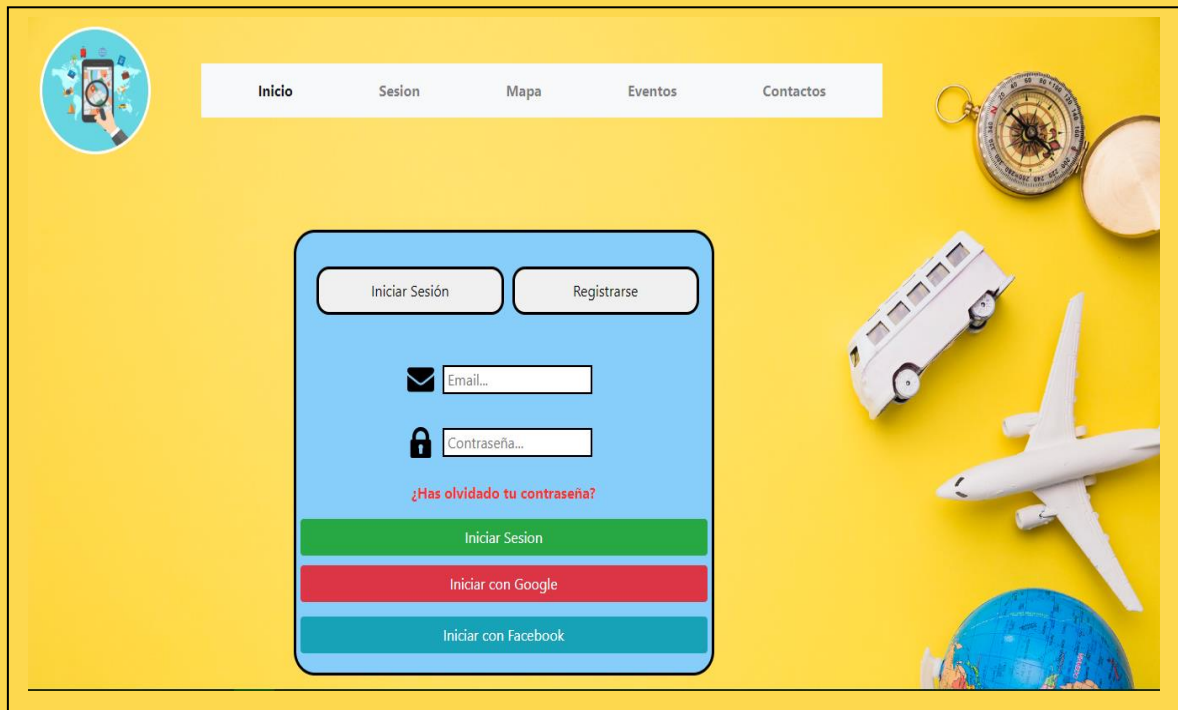 Inicio Sesion Mapa Eventos Contactos
Iniciar Sesión Registrarse
Email...
Contraseña...
¿Has olvidado tu contraseña?
Iniciar Sesion
Iniciar con Google
Iniciar con Facebook